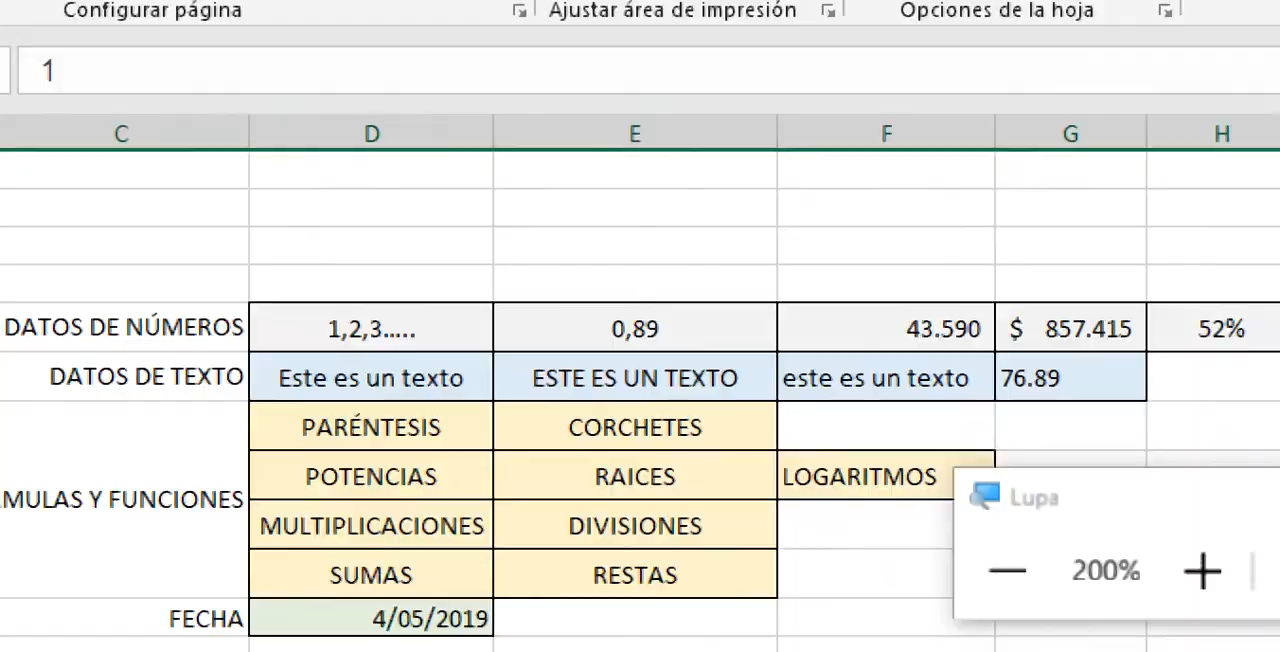 Configurar página Ajustar área de impresión Opciones de la hoja
1
C D E F G H
DATOS DE NÚMEROS 1,2,3..... 0,89 43.590 $ 857.415 52%
DATOS DE TEXTO Este es un texto ESTE ES UN TEXTO este es un texto 76.89
PARÉNTESIS CORCHETES
POTENCIAS RAICES LOGARITMOS
MULAS Y FUNCIONES
MULTIPLICACIONES DIVISIONES
SUMAS RESTAS
FECHA 4/05/2019
Lupa
200%